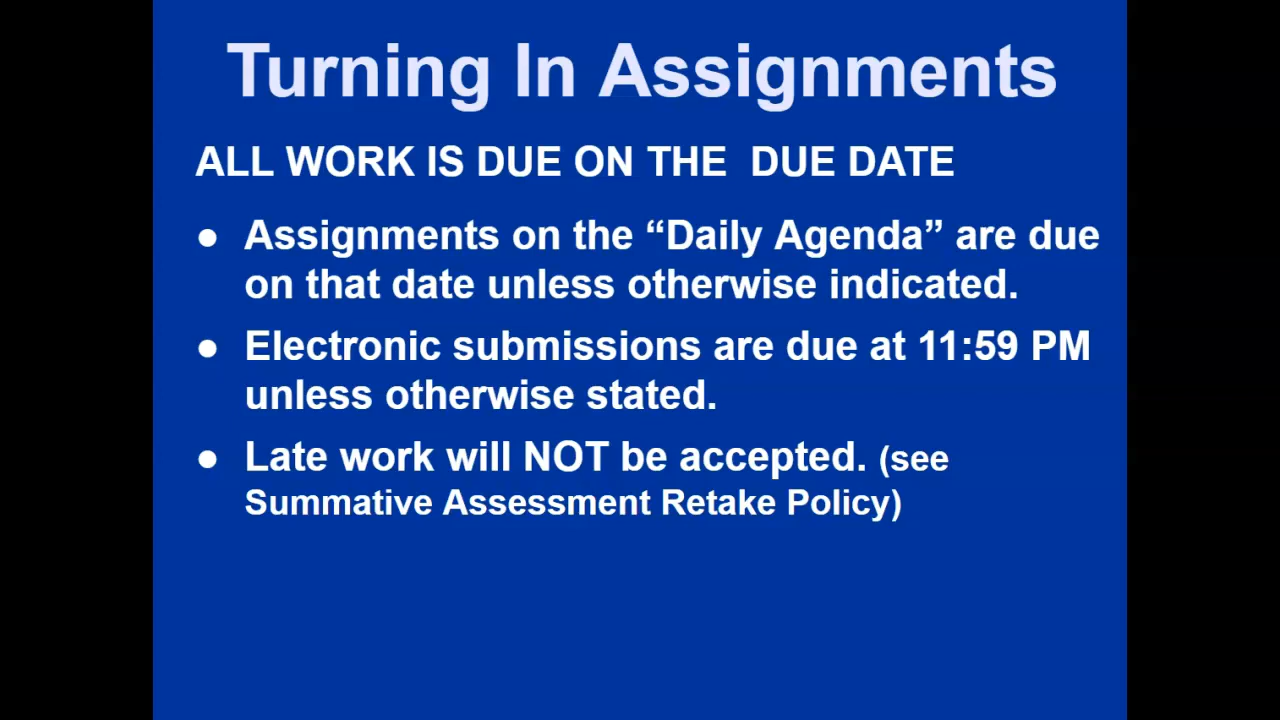 Turning In Assignments
ALL WORK IS DUE ON THE  DUE DATE
● Assignments on the “Daily Agenda” are due
on that date unless otherwise indicated.
● Electronic submissions are due at 11:59 PM
unless otherwise stated.
● Late work will NOT be accepted. (see
Summative Assessment Retake Policy)